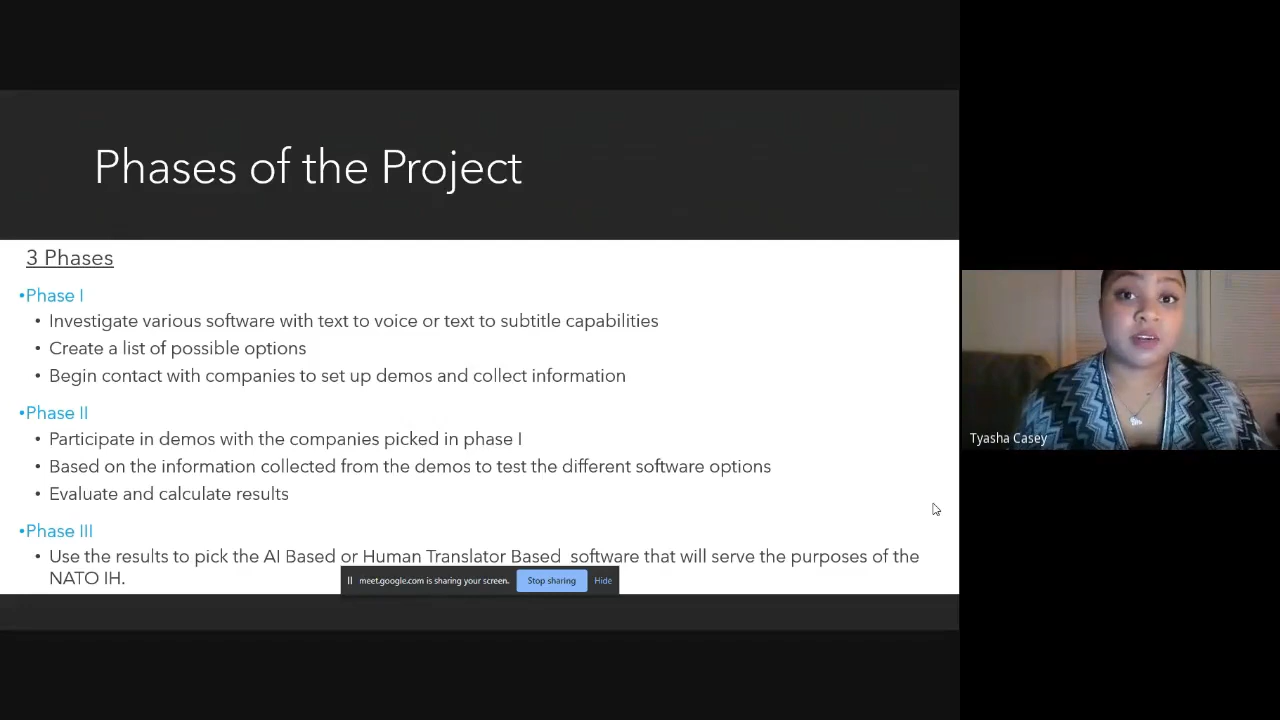 Phases of the Project
3 Phases
•Phase I
• Investigate various software with text to voice or text to subtitle capabilities
• Create a list of possible options
• Begin contact with companies to set up demos and collect information
•Phase II
• Participate in demos with the companies picked in phase I
• Based on the information collected from the demos to test the different software options
• Evaluate and calculate results
•Phase III
• Use the results to pick the AI Based or Human Translator Based software that will serve the purposes of the
NATO IH.
meet.google.com is sharing your screen. Stop sharing Hide
Tyasha Casey